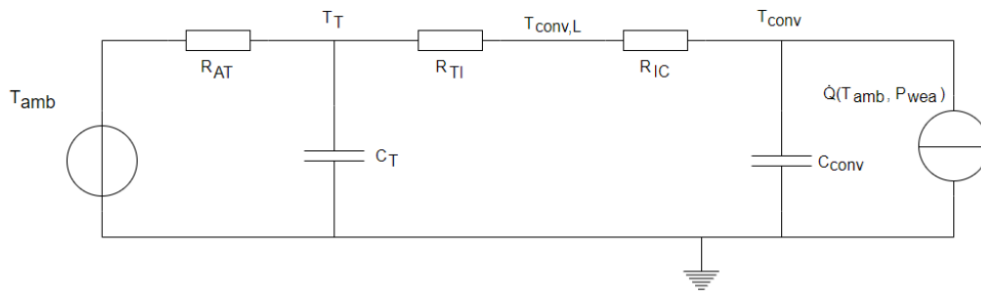 T_T
T_conv,L
T_conv
R_AT
R_TI
R_IC
T_amb
Q̇(T_amb, P_wea)
C_T
C_conv